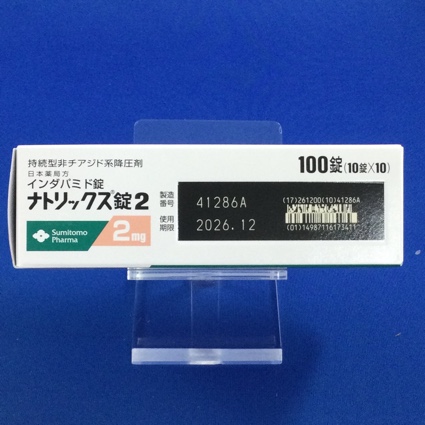 持続型非チアジド系降圧剤
日本薬局方
インダパミド錠
ナトリックス®錠2
Sumitomo Pharma
2mg
製造番号 41286A
使用期限 2026.12
100錠(10錠×10)
(17)261200(10)41286A
(01)14987116173411